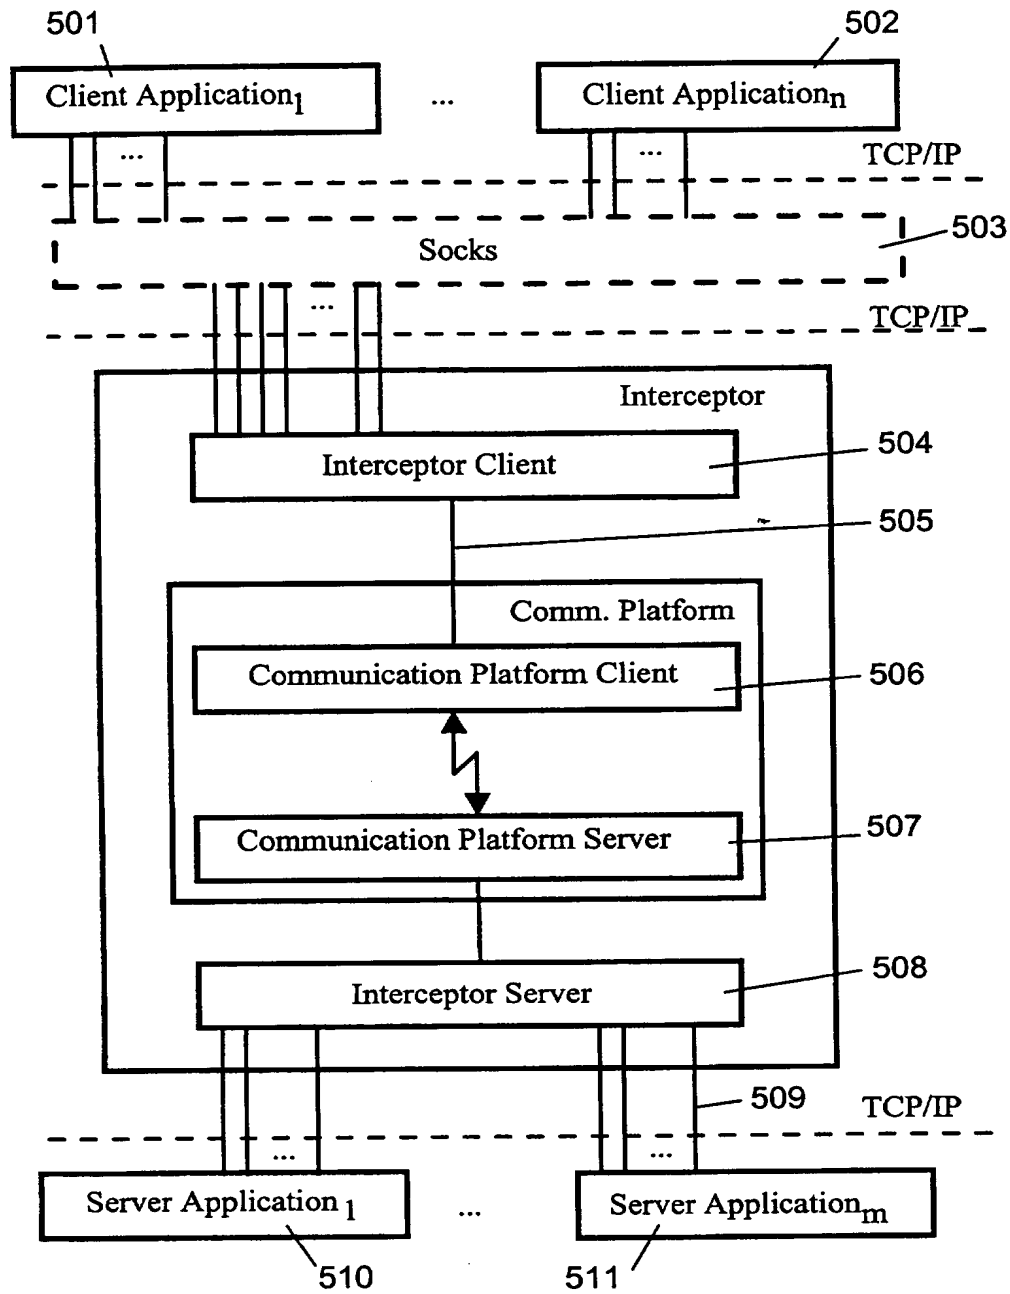 501
502
Client Application1
...
Client Applicationn
...
...
TCP/IP
Socks
503
...
TCP/IP
Interceptor
Interceptor Client
504
505
Comm. Platform
Communication Platform Client
506
Communication Platform Server
507
Interceptor Server
508
509
TCP/IP
...
...
Server Application 1
...
Server Applicationm
510
511